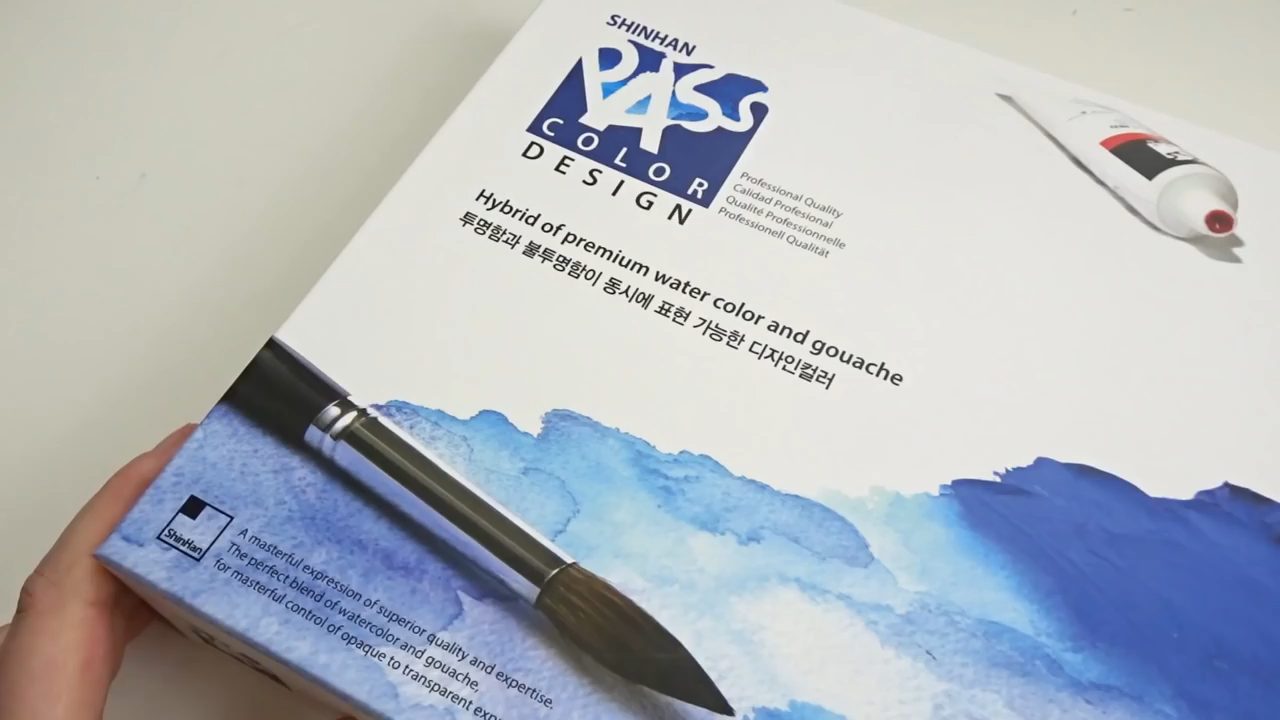 SHINHAN
PASS
COLOR
DESIGN
Professional Quality
Calidad Profesional
Qualité Professionnelle
Professionell Qualität
Hybrid of premium water color and gouache
투명함과 불투명함이 동시에 표현 가능한 디자인컬러
ShinHan
A masterful expression of superior quality and expertise.
The perfect blend of watercolor and gouache,
for masterful control of opaque to transparent